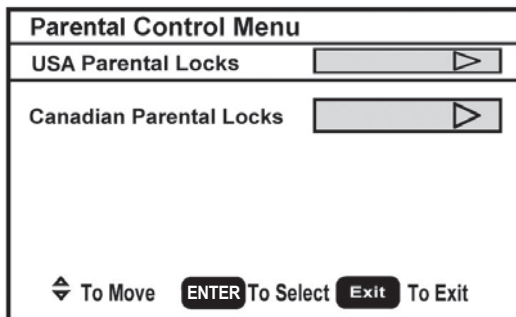 Parental Control Menu
USA Parental Locks
Canadian Parental Locks
To Move ENTER To Select Exit To Exit